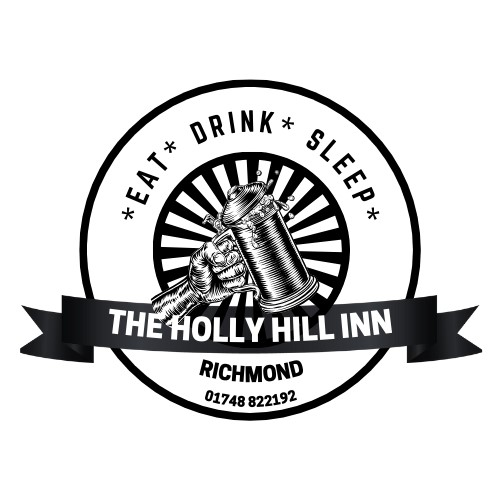 *EAT* DRINK* SLEEP*
THE HOLLY HILL INN
RICHMOND
01748 822192